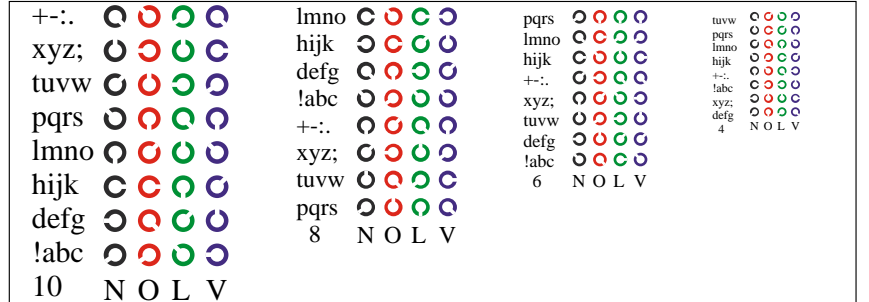 +-:.
xyz;
tuvw
pqrs
lmno
hijk
defg
!abc
10 N O L V
lmno
hijk
defg
!abc
+-:.
xyz;
tuvw
pqrs
8 N O L V
pqrs
lmno
hijk
+-:.
xyz;
tuvw
defg
!abc
6 N O L V
tuvw
pqrs
lmno
hijk
+-:.
!abc
xyz;
defg
4 N O L V